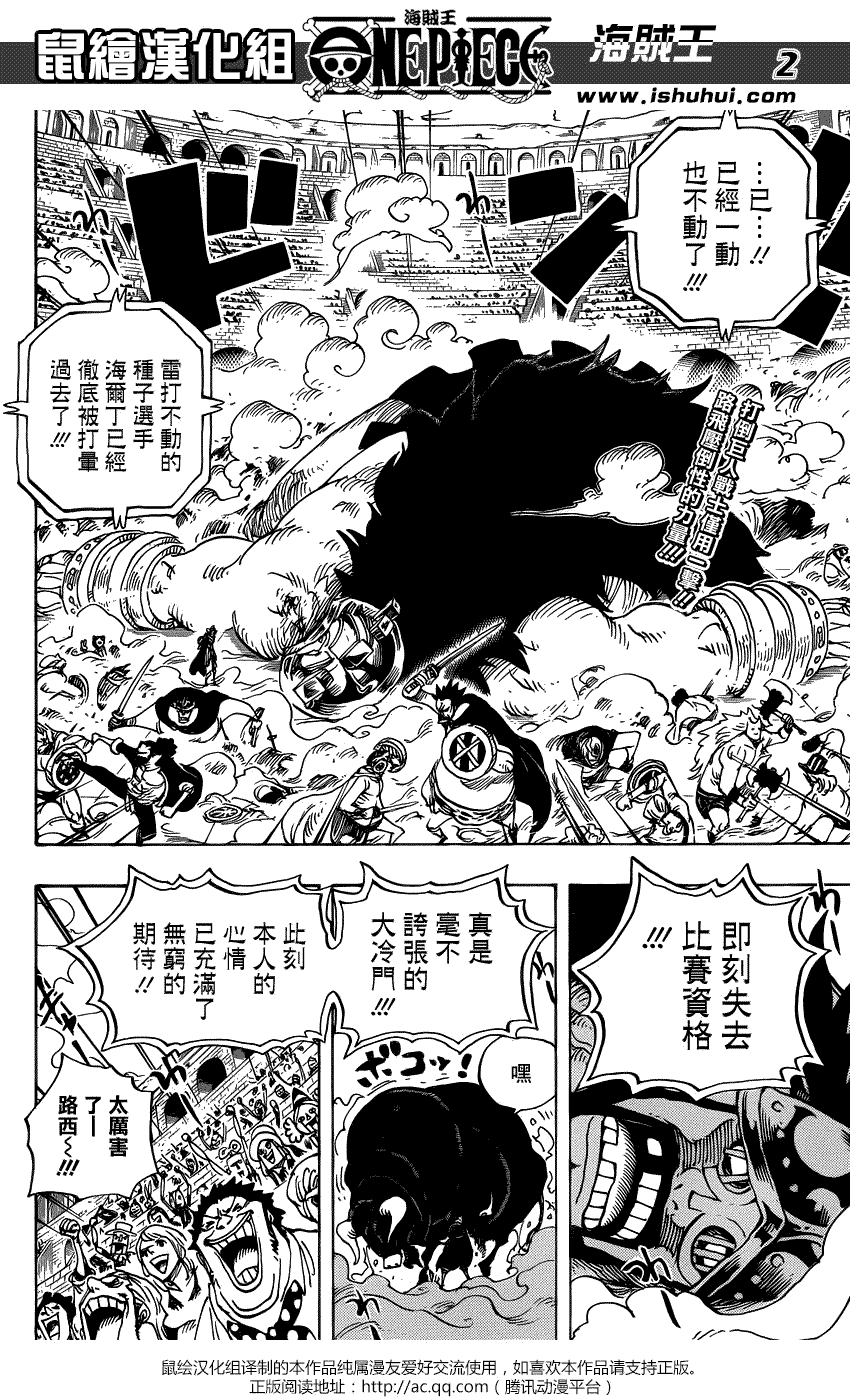 鼠繪漢化組
海賊王
ONE PIECE
海賊王
2
www.ishuhui.com
…已…!!
已經一動
也不動了!!!
ドン
雷打不動的
種子選手
海爾丁已經
徹底被打暈
過去了!!!
打倒巨人戰士僅用一擊!!
路飛壓倒性的力量!!!
即刻失去
比賽資格
!!!
真是
毫不
誇張的
大冷門
!!!
嘿
ボコッ!
此刻
本人的
心情
已充滿了
無窮的
期待!!
太厲害
了ー
路西～!!!
鼠绘汉化组译制的本作品纯属漫友爱好交流使用，如喜欢本作品请支持正版。
正版阅读地址：http://ac.qq.com（腾讯动漫平台）